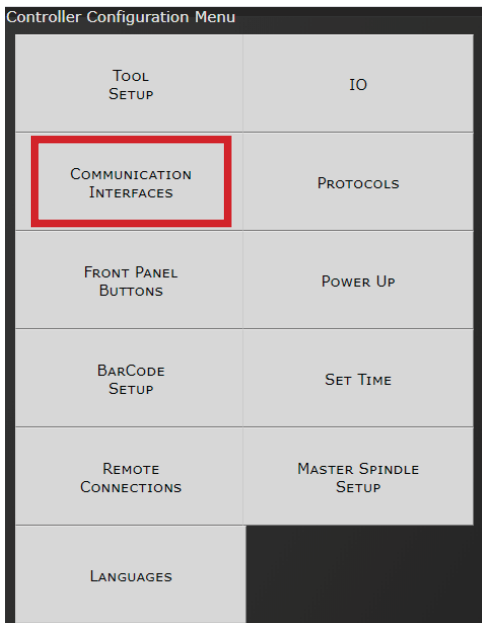 Controller Configuration Menu
Tool
Setup
IO
Communication
Interfaces
Protocols
Front Panel
Buttons
Power Up
BarCode
Setup
Set Time
Remote
Connections
Master Spindle
Setup
Languages